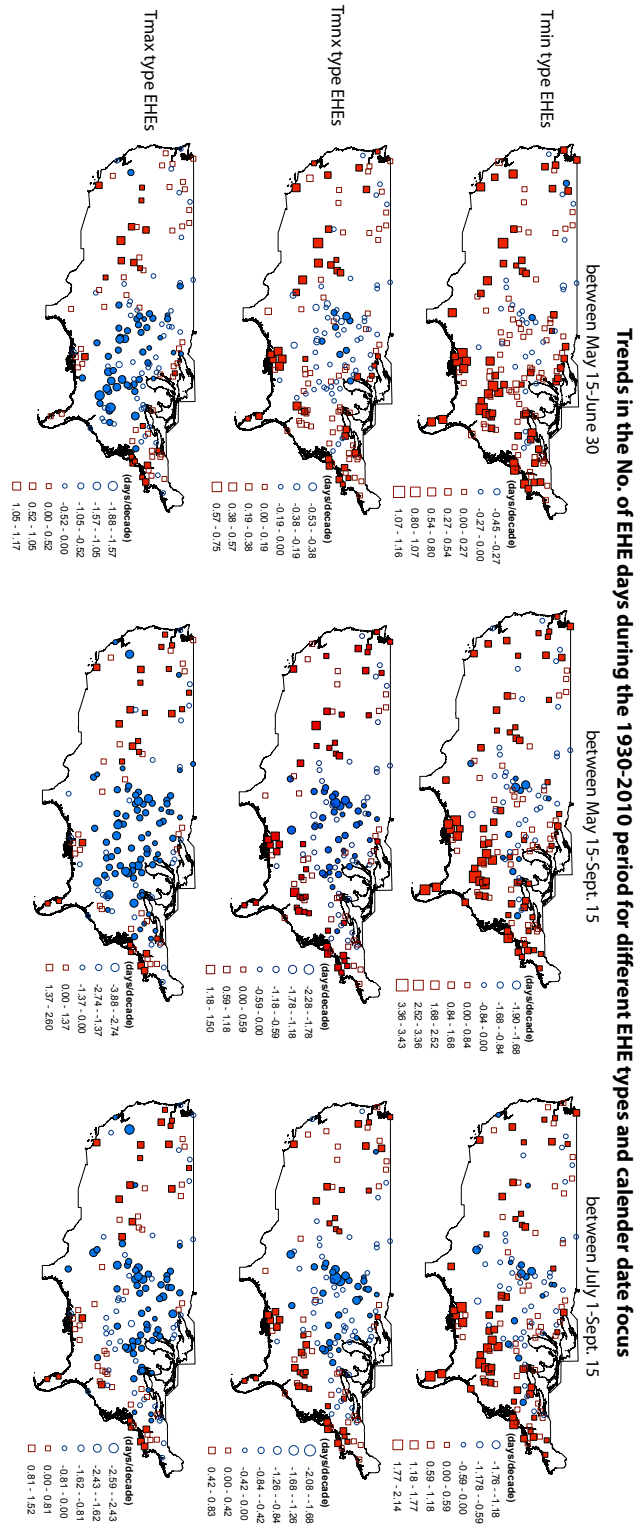 Trends in the No. of EHE days during the 1930-2010 period for different EHE types and calender date focus
between May 15-June 30
between May 15-Sept. 15
between July 1-Sept. 15
Tmin type EHEs
(days/decade)
-0.45 - -0.27
-0.27 - 0.00
0.00 - 0.27
0.27 - 0.54
0.54 - 0.80
0.80 - 1.07
1.07 - 1.16
(days/decade)
-1.90 - -1.68
-1.68 - -0.84
-0.84 - 0.00
0.00 - 0.84
0.84 - 1.68
1.68 - 2.52
2.52 - 3.36
3.36 - 3.43
(days/decade)
-1.76 - -1.18
-1.178 - -0.59
-0.59 - 0.00
0.00 - 0.59
0.59 - 1.18
1.18 - 1.77
1.77 - 2.14
Tmnx type EHEs
(days/decade)
-0.53 - -0.38
-0.38 - -0.19
-0.19 - 0.00
0.00 - 0.19
0.19 - 0.38
0.38 - 0.57
0.57 - 0.75
(days/decade)
-2.28 - -1.78
-1.78 - -1.18
-1.18 - -0.59
-0.59 - 0.00
0.00 - 0.59
0.59 - 1.18
1.18 - 1.50
(days/decade)
-2.08 - -1.68
-1.68 - -1.26
-1.26 - -0.84
-0.84 - -0.42
-0.42 - 0.00
0.00 - 0.42
0.42 - 0.83
Tmax type EHEs
(days/decade)
-1.88 - -1.57
-1.57 - -1.05
-1.05 - -0.52
-0.52 - 0.00
0.00 - 0.52
0.52 - 1.05
1.05 - 1.17
(days/decade)
-3.88 - -2.74
-2.74 - -1.37
-1.37 - 0.00
0.00 - 1.37
1.37 - 2.60
(days/decade)
-2.59 - -2.43
-2.43 - -1.62
-1.62 - -0.81
-0.81 - 0.00
0.00 - 0.81
0.81 - 1.52